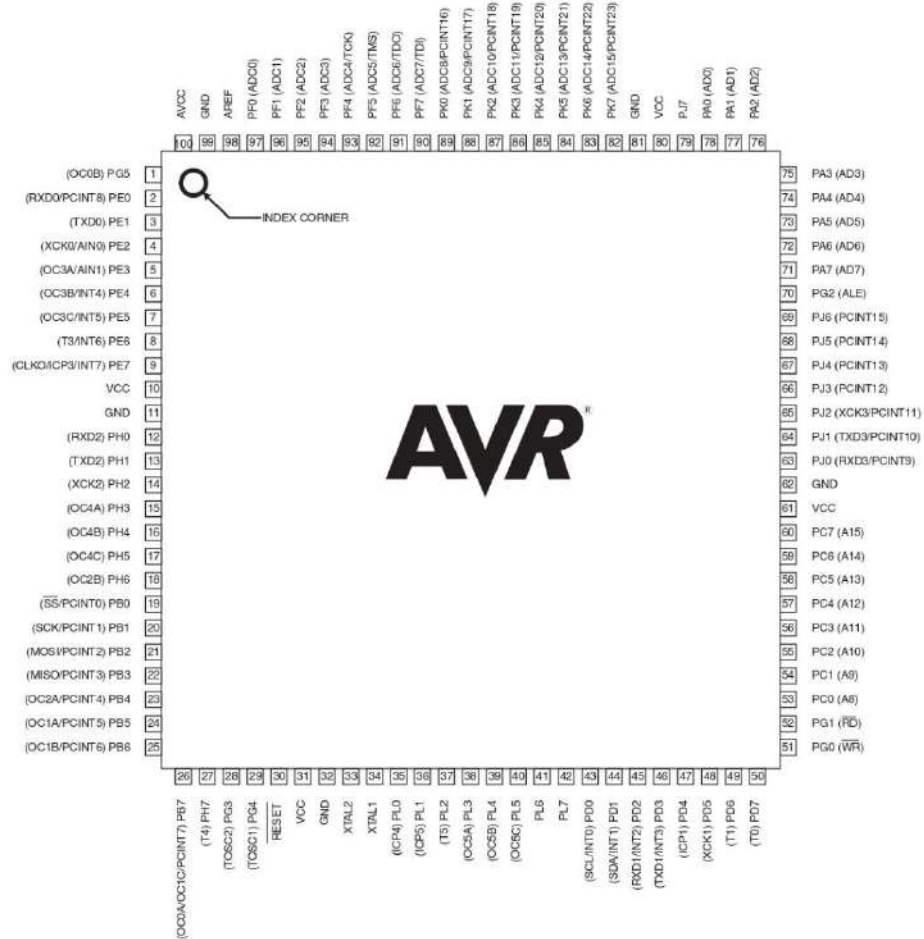 AVCC
GND
AREF
PF0 (ADC0)
PF1 (ADC1)
PF2 (ADC2)
PF3 (ADC3)
PF4 (ADC4/TCK)
PF5 (ADC5/TMS)
PF6 (ADC6/TDO)
PF7 (ADC7/TDI)
PK0 (ADC8/PCINT16)
PK1 (ADC9/PCINT17)
PK2 (ADC10/PCINT18)
PK3 (ADC11/PCINT19)
PK4 (ADC12/PCINT20)
PK5 (ADC13/PCINT21)
PK6 (ADC14/PCINT22)
PK7 (ADC15/PCINT23)
GND
VCC
PJ7
PA0 (AD0)
PA1 (AD1)
PA2 (AD2)
100 99 98 97 96 95 94 93 92 91 90 89 88 87 86 85 84 83 82 81 80 79 78 77 76
(OC0B) PG5 1
(RXD0/PCINT8) PE0 2
(TXD0) PE1 3
(XCK0/AIN0) PE2 4
(OC3A/AIN1) PE3 5
(OC3B/INT4) PE4 6
(OC3C/INT5) PE5 7
(T3/INT6) PE6 8
(CLKO/ICP3/INT7) PE7 9
VCC 10
GND 11
(RXD2) PH0 12
(TXD2) PH1 13
(XCK2) PH2 14
(OC4A) PH3 15
(OC4B) PH4 16
(OC4C) PH5 17
(OC2B) PH6 18
(SS/PCINT0) PB0 19
(SCK/PCINT1) PB1 20
(MOSI/PCINT2) PB2 21
(MISO/PCINT3) PB3 22
(OC2A/PCINT4) PB4 23
(OC1A/PCINT5) PB5 24
(OC1B/PCINT6) PB6 25
INDEX CORNER
AVR®
75 PA3 (AD3)
74 PA4 (AD4)
73 PA5 (AD5)
72 PA6 (AD6)
71 PA7 (AD7)
70 PG2 (ALE)
69 PJ6 (PCINT15)
68 PJ5 (PCINT14)
67 PJ4 (PCINT13)
66 PJ3 (PCINT12)
65 PJ2 (XCK3/PCINT11)
64 PJ1 (TXD3/PCINT10)
63 PJ0 (RXD3/PCINT9)
62 GND
61 VCC
60 PC7 (A15)
59 PC6 (A14)
58 PC5 (A13)
57 PC4 (A12)
56 PC3 (A11)
55 PC2 (A10)
54 PC1 (A9)
53 PC0 (A8)
52 PG1 (RD)
51 PG0 (WR)
26 27 28 29 30 31 32 33 34 35 36 37 38 39 40 41 42 43 44 45 46 47 48 49 50
(OC0A/OC1C/PCINT7) PB7
(T4) PH7
(TOSC2) PG3
(TOSC1) PG4
RESET
VCC
GND
XTAL2
XTAL1
(ICP4) PL0
(ICP5) PL1
(T5) PL2
(OC5A) PL3
(OC5B) PL4
(OC5C) PL5
PL6
PL7
(SCL/INT0) PD0
(SDA/INT1) PD1
(RXD1/INT2) PD2
(TXD1/INT3) PD3
(ICP1) PD4
(XCK1) PD5
(T1) PD6
(T0) PD7